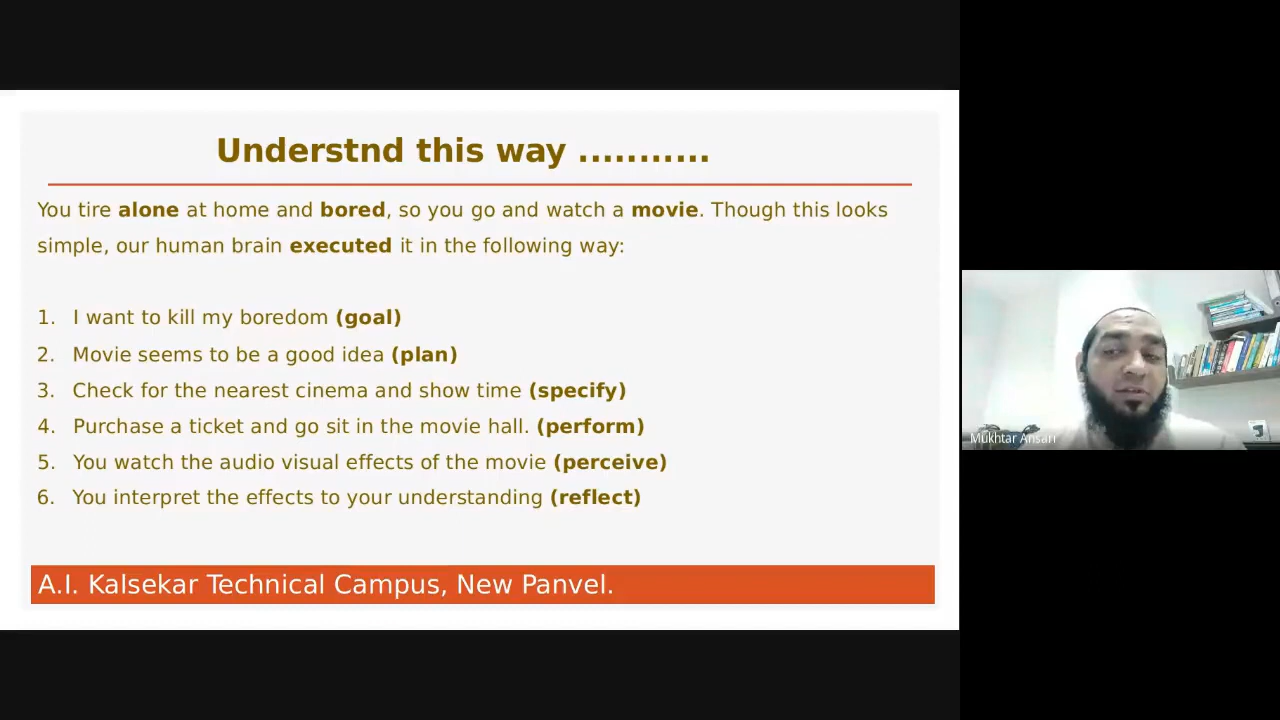 Understnd this way ...........
You tire alone at home and bored, so you go and watch a movie. Though this looks
simple, our human brain executed it in the following way:
1. I want to kill my boredom (goal)
2. Movie seems to be a good idea (plan)
3. Check for the nearest cinema and show time (specify)
4. Purchase a ticket and go sit in the movie hall. (perform)
5. You watch the audio visual effects of the movie (perceive)
6. You interpret the effects to your understanding (reflect)
A.I. Kalsekar Technical Campus, New Panvel.
Mukhtar Ansari